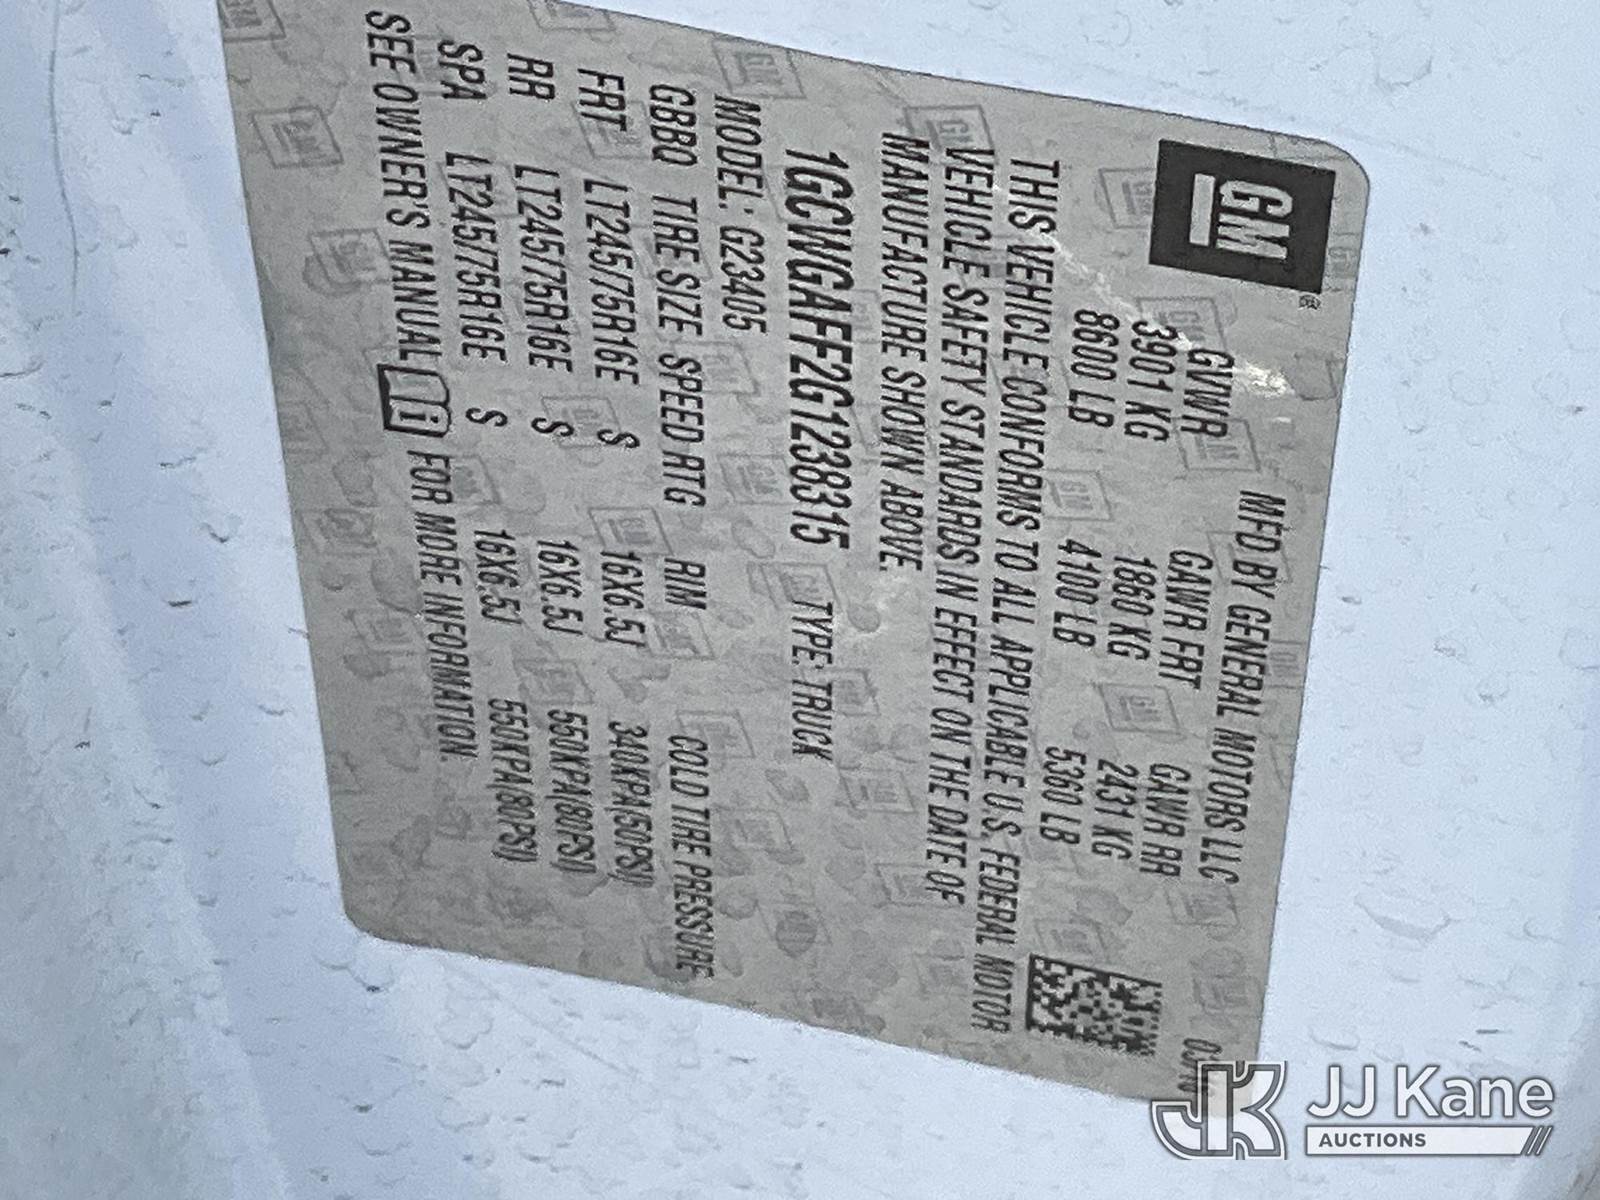 GM
MFD BY GENERAL MOTORS LLC
GVWR GAWR FRT GAWR RR
3901 KG 1860 KG 2431 KG
8600 LB 4100 LB 5360 LB
THIS VEHICLE CONFORMS TO ALL APPLICABLE U.S. FEDERAL MOTOR
VEHICLE SAFETY STANDARDS IN EFFECT ON THE DATE OF
MANUFACTURE SHOWN ABOVE.
1GCWGAFF2G1238315 TYPE: TRUCK
MODEL: G23405
GBBQ TIRE SIZE SPEED RTG RIM COLD TIRE PRESSURE
FRT LT245/75R16E S 16X6.5J 340KPA(50PSI)
RR LT245/75R16E S 16X6.5J 550KPA(80PSI)
SPA LT245/75R16E S 16X6.5J 550KPA(80PSI)
SEE OWNER'S MANUAL i FOR MORE INFORMATION.
JK JJ Kane
AUCTIONS